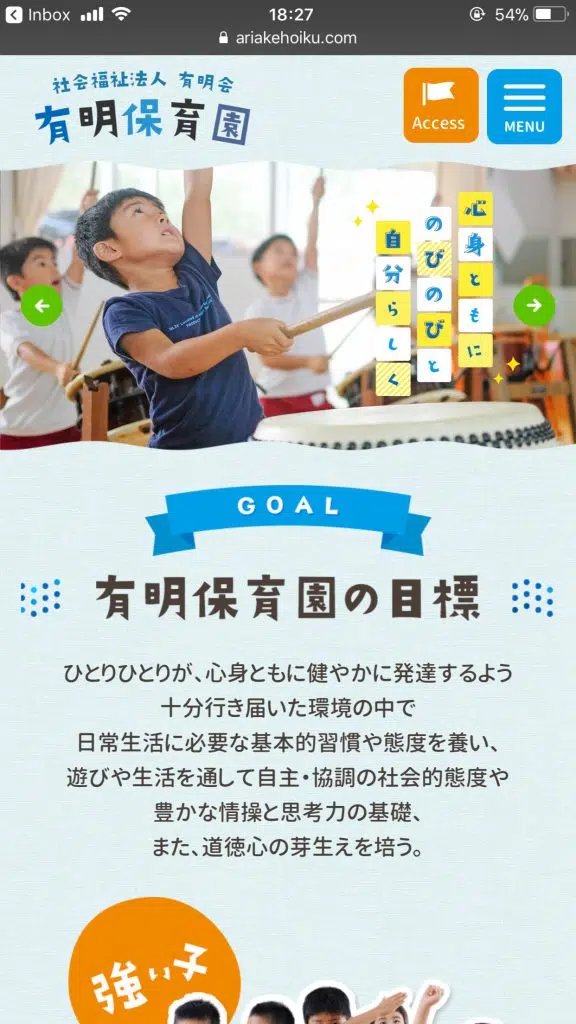 Inbox 18:27 54%
ariakehoiku.com
社会福祉法人 有明会
有明保育園
Access
MENU
心身ともに
のびのびと
自分らしく
GOAL
有明保育園の目標
ひとりひとりが、心身ともに健やかに発達するよう
十分行き届いた環境の中で
日常生活に必要な基本的習慣や態度を養い、
遊びや生活を通して自主・協調の社会的態度や
豊かな情操と思考力の基礎、
また、道徳心の芽生えを培う。
強い子